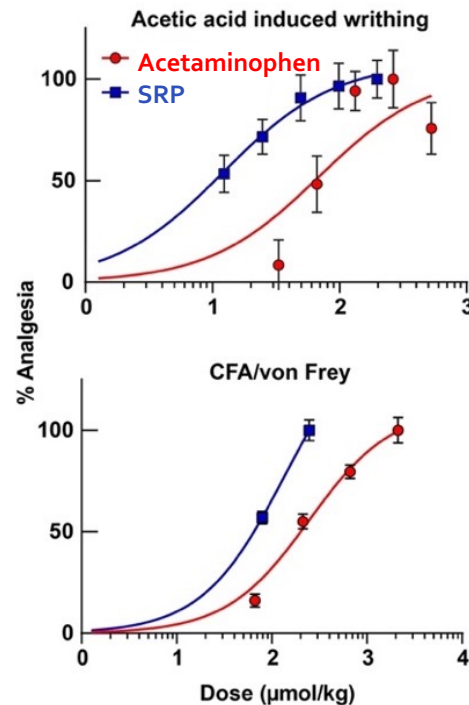 Acetic acid induced writhing
Acetaminophen
SRP
100
50
0
0 1 2 3
CFA/von Frey
100
50
0
0 1 2 3 4
% Analgesia
Dose (µmol/kg)